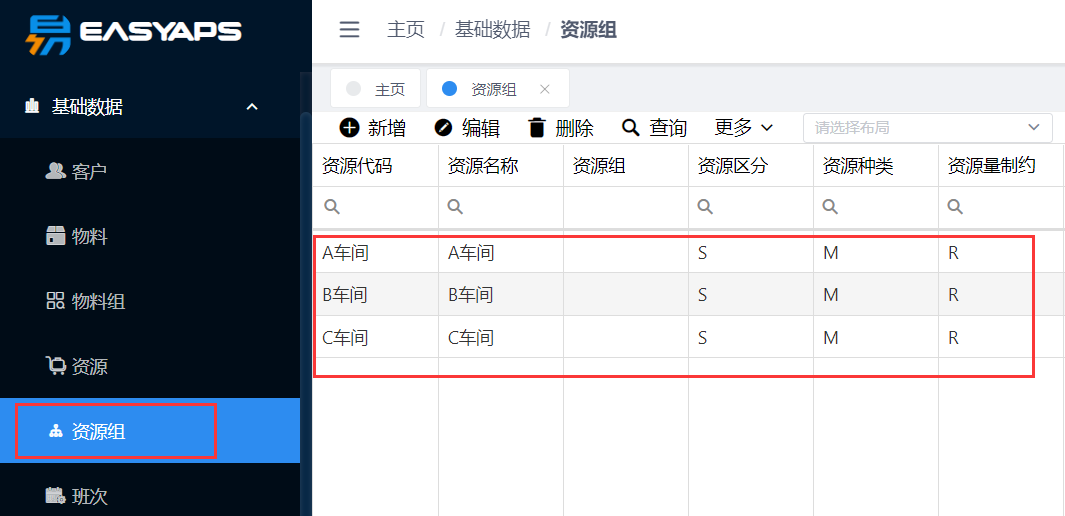 EASYAPS
基础数据
客户
物料
物料组
资源
资源组
班次
主页 / 基础数据 / 资源组
主页 资源组
新增 编辑 删除 查询 更多 请选择布局
资源代码 资源名称 资源组 资源区分 资源种类 资源量制约
A车间 A车间 S M R
B车间 B车间 S M R
C车间 C车间 S M R